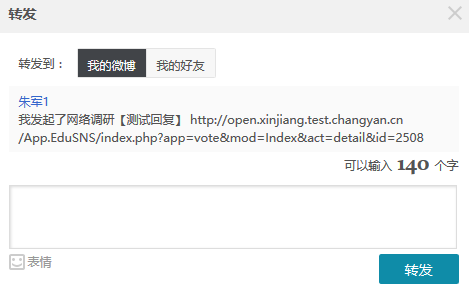 转发
转发到： 我的微博 我的好友
朱军1
我发起了网络调研【测试回复】 http://open.xinjiang.test.changyan.cn
/App.EduSNS/index.php?app=vote&mod=Index&act=detail&id=2508
可以输入 140 个字
表情
转发